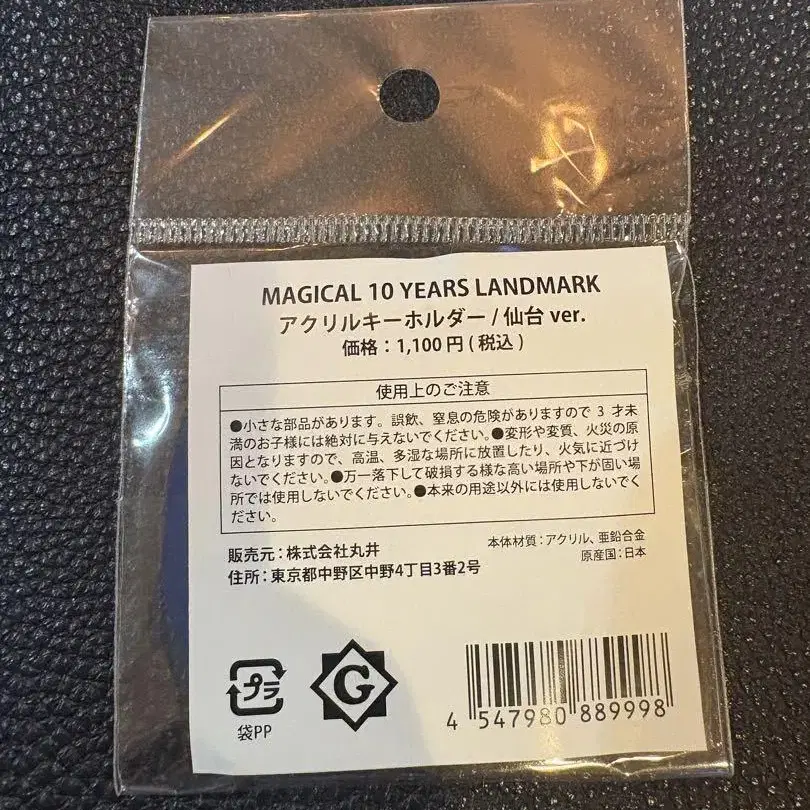 MAGICAL 10 YEARS LANDMARK
アクリルキーホルダー / 仙台 ver.
価格：1,100 円 ( 税込 )
使用上のご注意
●小さな部品があります。誤飲、窒息の危険がありますので 3 才未
満のお子様には絶対に与えないでください。●変形や変質、火災の原
因となりますので、高温、多湿な場所に放置したり、火気に近づけ
ないでください。●万一落下して破損する様な高い場所や下が固い場
所では使用しないでください。●本来の用途以外には使用しないでく
ださい。
販売元：株式会社丸井
住所：東京都中野区中野4丁目3番2号
本体材質：アクリル、亜鉛合金
原産国：日本
プラ
袋PP
G
4 547980 889998